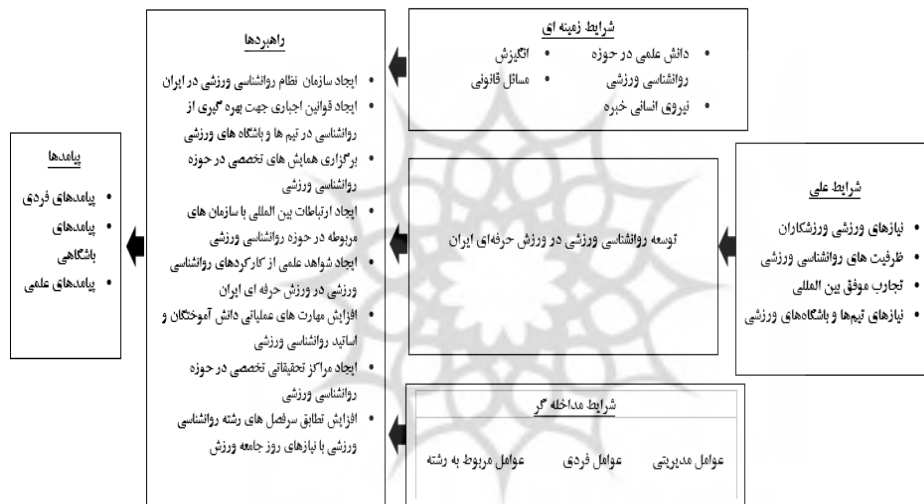 شرایط زمینه ای
دانش علمی در حوزه روانشناسی ورزشی
نیروی انسانی خبره
انگیزش
مسائل قانونی
شرایط علی
نیازهای ورزشی ورزشکاران
ظرفیت های روانشناسی ورزشی
تجارب موفق بین المللی
نیازهای تیم‌ها و باشگاه‌های ورزشی
توسعه روانشناسی ورزشی در ورزش حرفه‌ای ایران
شرایط مداخله گر
عوامل مدیریتی
عوامل فردی
عوامل مربوط به رشته
راهبردها
ایجاد سازمان نظام روانشناسی ورزشی در ایران
ایجاد قوانین اجباری جهت بهره گیری از
روانشناسی در تیم ها و باشگاه های ورزشی
برگزاری همایش های تخصصی در حوزه
روانشناسی ورزشی
ایجاد ارتباطات بین المللی با سازمان های
مربوطه در حوزه روانشناسی ورزشی
ایجاد شواهد علمی از کارکردهای روانشناسی
ورزشی در ورزش حرفه ای ایران
افزایش مهارت های عملیاتی دانش آموختگان و
اساتید روانشناسی ورزشی
ایجاد مراکز تحقیقاتی تخصصی در حوزه
روانشناسی ورزشی
افزایش تطابق سرفصل های رشته روانشناسی
ورزشی با نیازهای روز جامعه ورزش
پیامدها
پیامدهای فردی
پیامدهای
باشگاهی
پیامدهای علمی